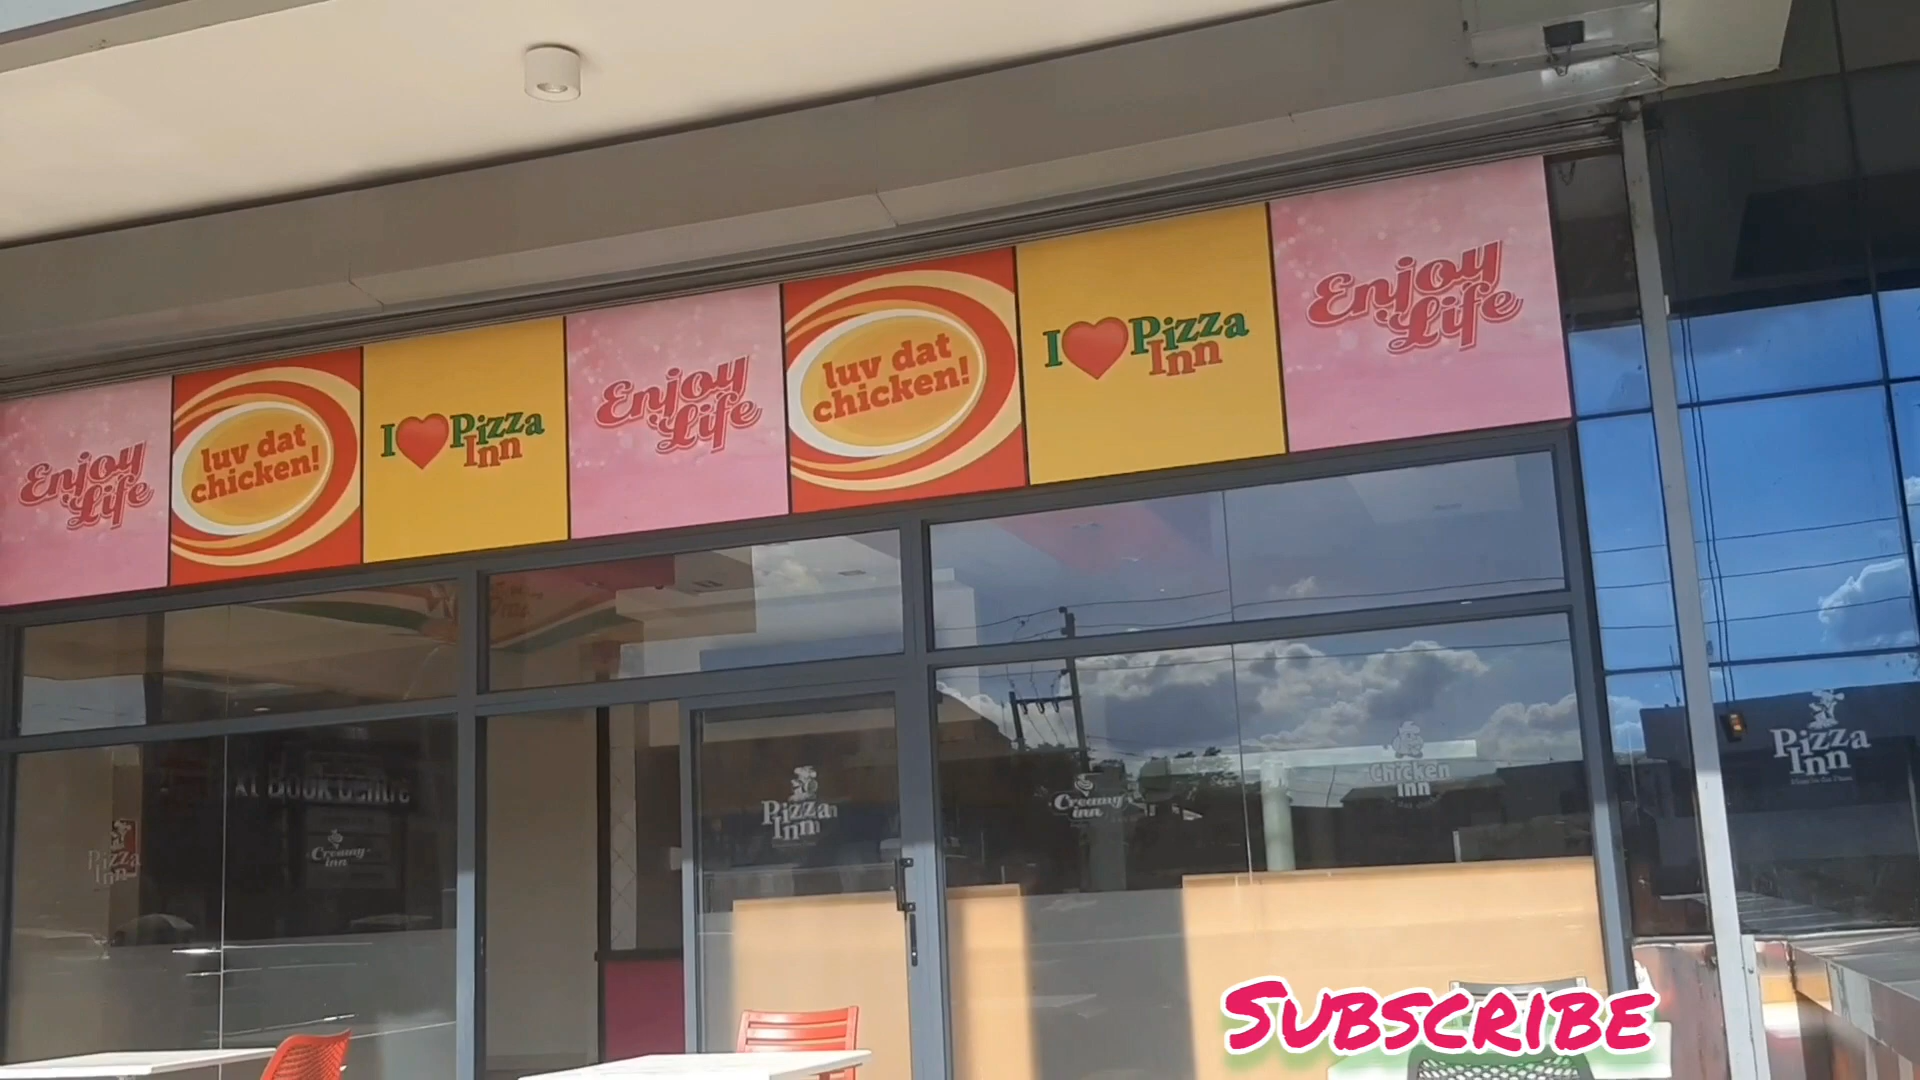 Enjoy
Life
luv dat
chicken!
I Pizza
Inn
Enjoy
Life
luv dat
chicken!
I Pizza
Inn
Enjoy
Life
Pizza
Inn
Creamy
inn
Pizza
Inn
Creamy
inn
Chicken
inn
Pizza
Inn
SUBSCRIBE